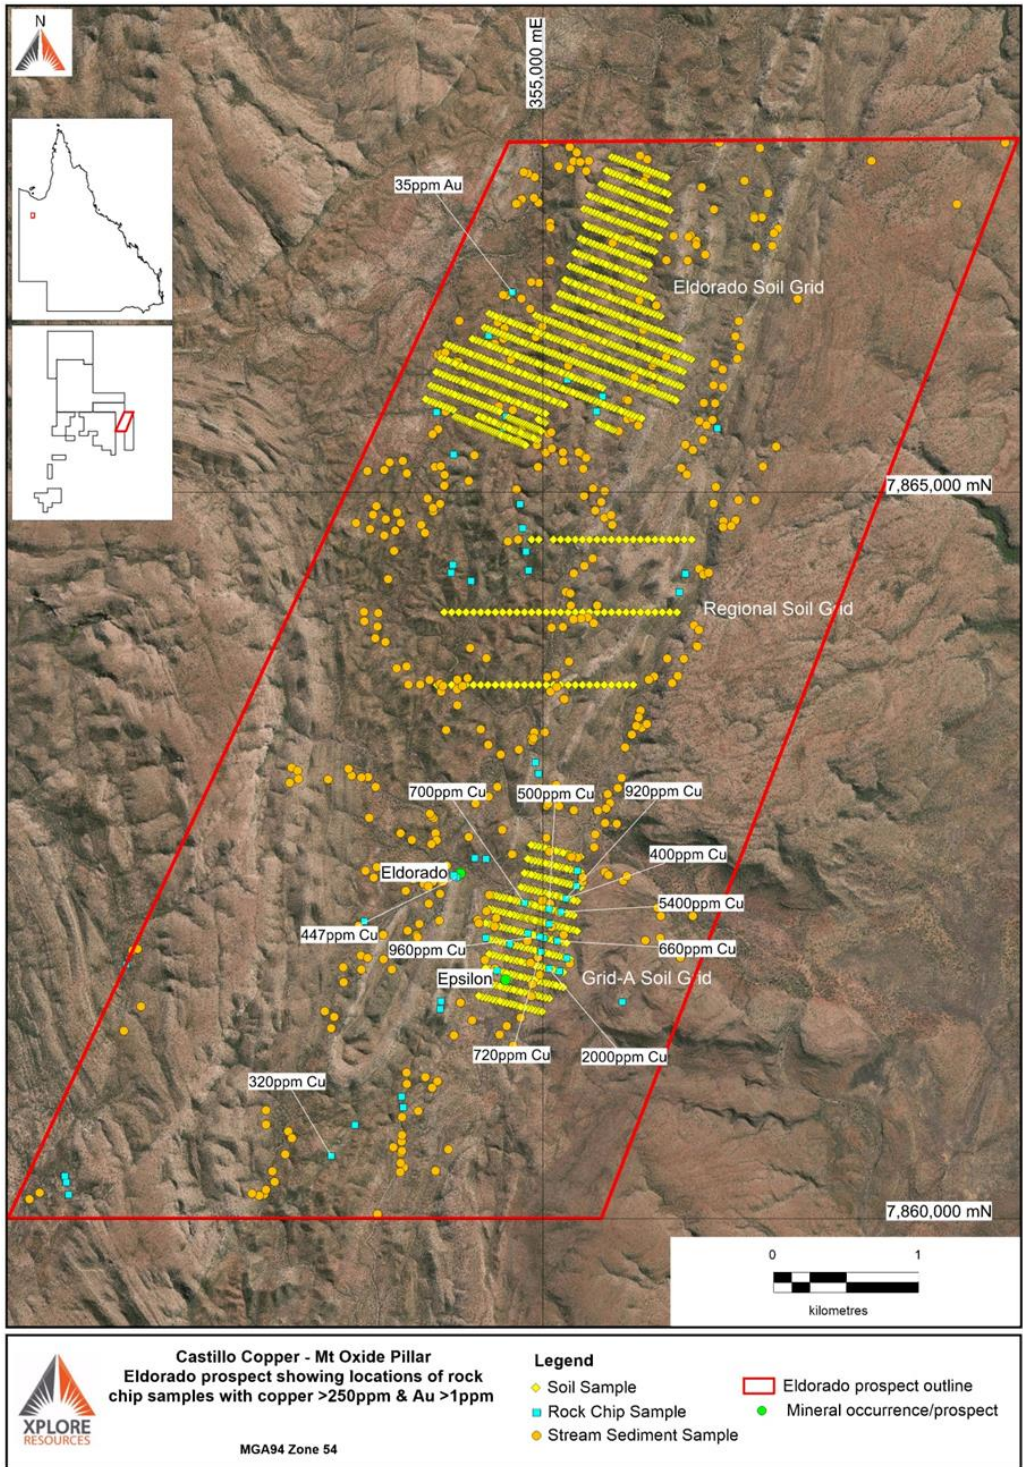 N
355,000 mE
35ppm Au
Eldorado Soil Grid
7,865,000 mN
Regional Soil Grid
700ppm Cu
500ppm Cu
920ppm Cu
400ppm Cu
Eldorado
5400ppm Cu
447ppm Cu
960ppm Cu
660ppm Cu
Epsilon
Grid-A Soil Grid
720ppm Cu
2000ppm Cu
320ppm Cu
7,860,000 mN
0 1
kilometres
XPLORE
RESOURCES
Castillo Copper - Mt Oxide Pillar
Eldorado prospect showing locations of rock
chip samples with copper >250ppm & Au >1ppm
MGA94 Zone 54
Legend
Soil Sample
Rock Chip Sample
Stream Sediment Sample
Eldorado prospect outline
Mineral occurrence/prospect